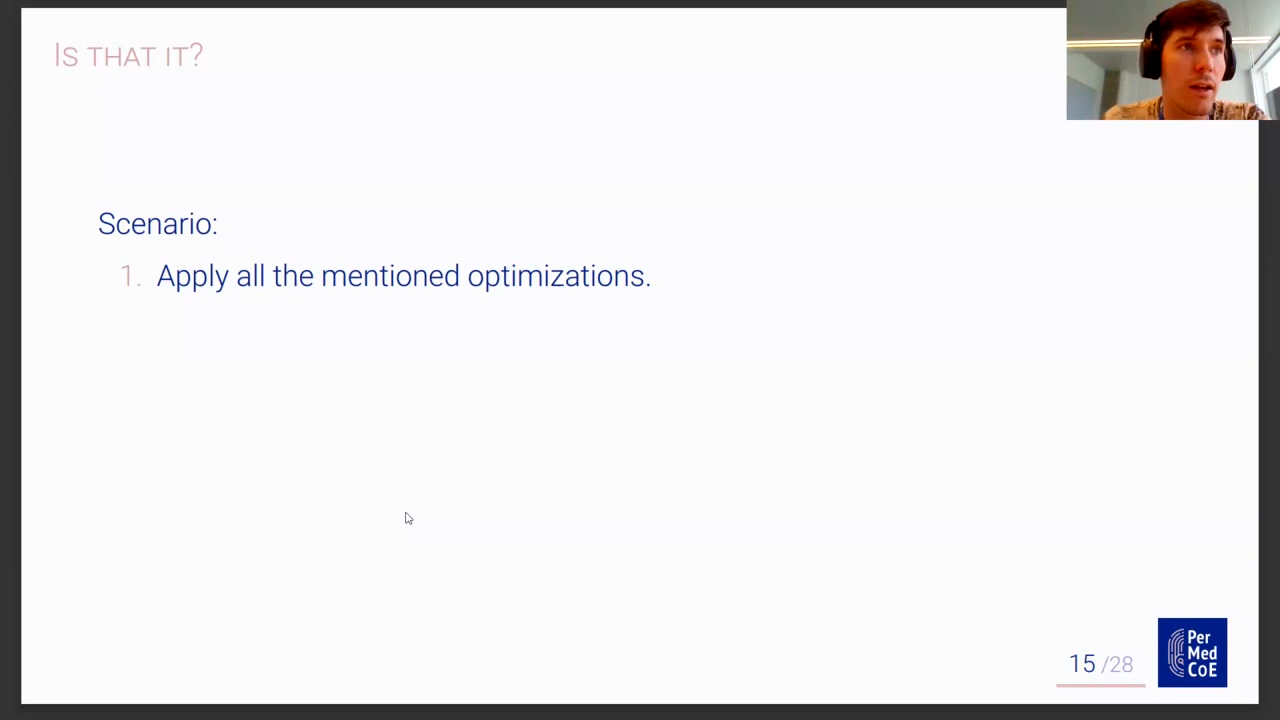 Is that it?
Scenario:
1. Apply all the mentioned optimizations.
15 /28
Per
Med
CoE